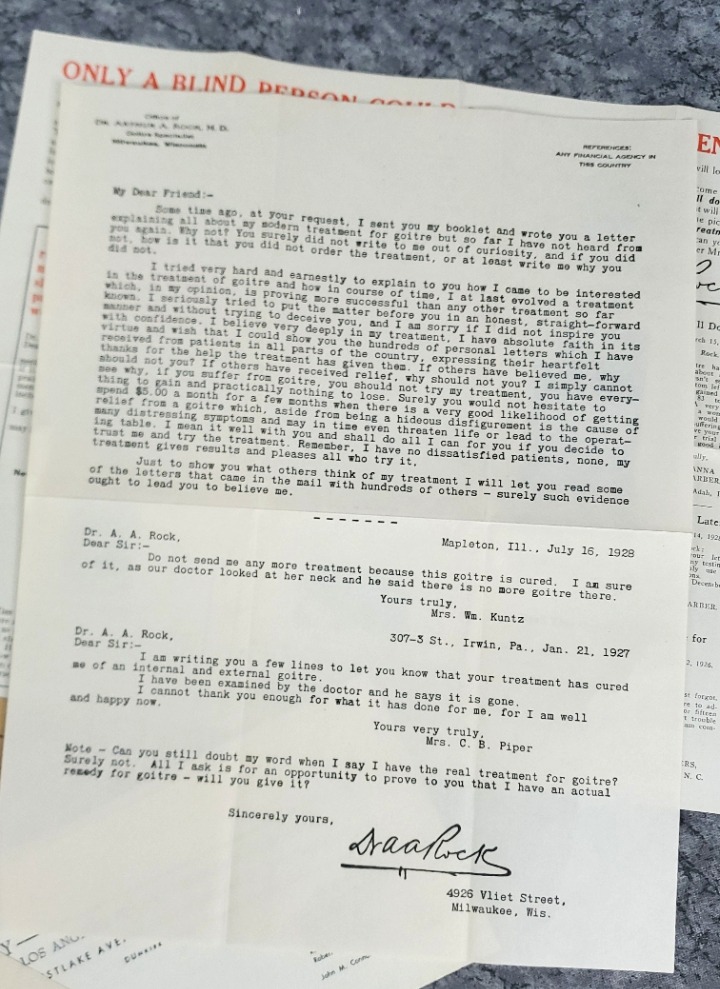 ONLY A BLIND PERSON COULD
Office of
DR. ARTHUR A. ROCK, M. D.
Goitre Specialist
Milwaukee, Wisconsin
REFERENCES:
ANY FINANCIAL AGENCY IN
THIS COUNTRY
My Dear Friend:-
Some time ago, at your request, I sent you my booklet and wrote you a letter
explaining all about my modern treatment for goitre but so far I have not heard from
you again. Why not? You surely did not write to me out of curiosity, and if you did
not, how is it that you did not order the treatment, or at least write me why you
did not.
I tried very hard and earnestly to explain to you how I came to be interested
in the treatment of goitre and how in course of time, I at last evolved a treatment
which, in my opinion, is proving more successful than any other treatment so far
known. I seriously tried to put the matter before you in an honest, straight-forward
manner and without trying to deceive you, and I am sorry if I did not inspire you
with confidence. I believe very deeply in my treatment, I have absolute faith in its
virtue and wish that I could show you the hundreds of personal letters which I have
received from patients in all parts of the country, expressing their heartfelt
thanks for the help the treatment has given them. If others have believed me, why
should not you? If others have received relief, why should not you? I simply cannot
see why, if you suffer from goitre, you should not try my treatment, you have every-
thing to gain and practically nothing to lose. Surely you would not hesitate to
spend $5.00 a month for a few months when there is a very good likelihood of getting
relief from a goitre which, aside from being a hideous disfigurement is the cause of
many distressing symptoms and may in time even threaten life or lead to the operat-
ing table. I mean it well with you and shall do all I can for you if you decide to
trust me and try the treatment. Remember, I have no dissatisfied patients, none, my
treatment gives results and pleases all who try it.
Just to show you what others think of my treatment I will let you read some
of the letters that came in the mail with hundreds of others - surely such evidence
ought to lead you to believe me.
- - - - - - -
Mapleton, Ill., July 16, 1928
Dr. A. A. Rock,
Dear Sir:-
Do not send me any more treatment because this goitre is cured. I am sure
of it, as our doctor looked at her neck and he said there is no more goitre there.
Yours truly,
Mrs. Wm. Kuntz
307-3 St., Irwin, Pa., Jan. 21, 1927
Dr. A. A. Rock,
Dear Sir:-
I am writing you a few lines to let you know that your treatment has cured
me of an internal and external goitre.
I have been examined by the doctor and he says it is gone.
I cannot thank you enough for what it has done for me, for I am well
and happy now.
Yours very truly,
Mrs. C. B. Piper
Note - Can you still doubt my word when I say I have the real treatment for goitre?
Surely not. All I ask is for an opportunity to prove to you that I have an actual
remedy for goitre - will you give it?
Sincerely yours,
Dr A A Rock
4926 Vliet Street,
Milwaukee, Wis.
LOS ANG
STLAKE AVE.
John M. Conn